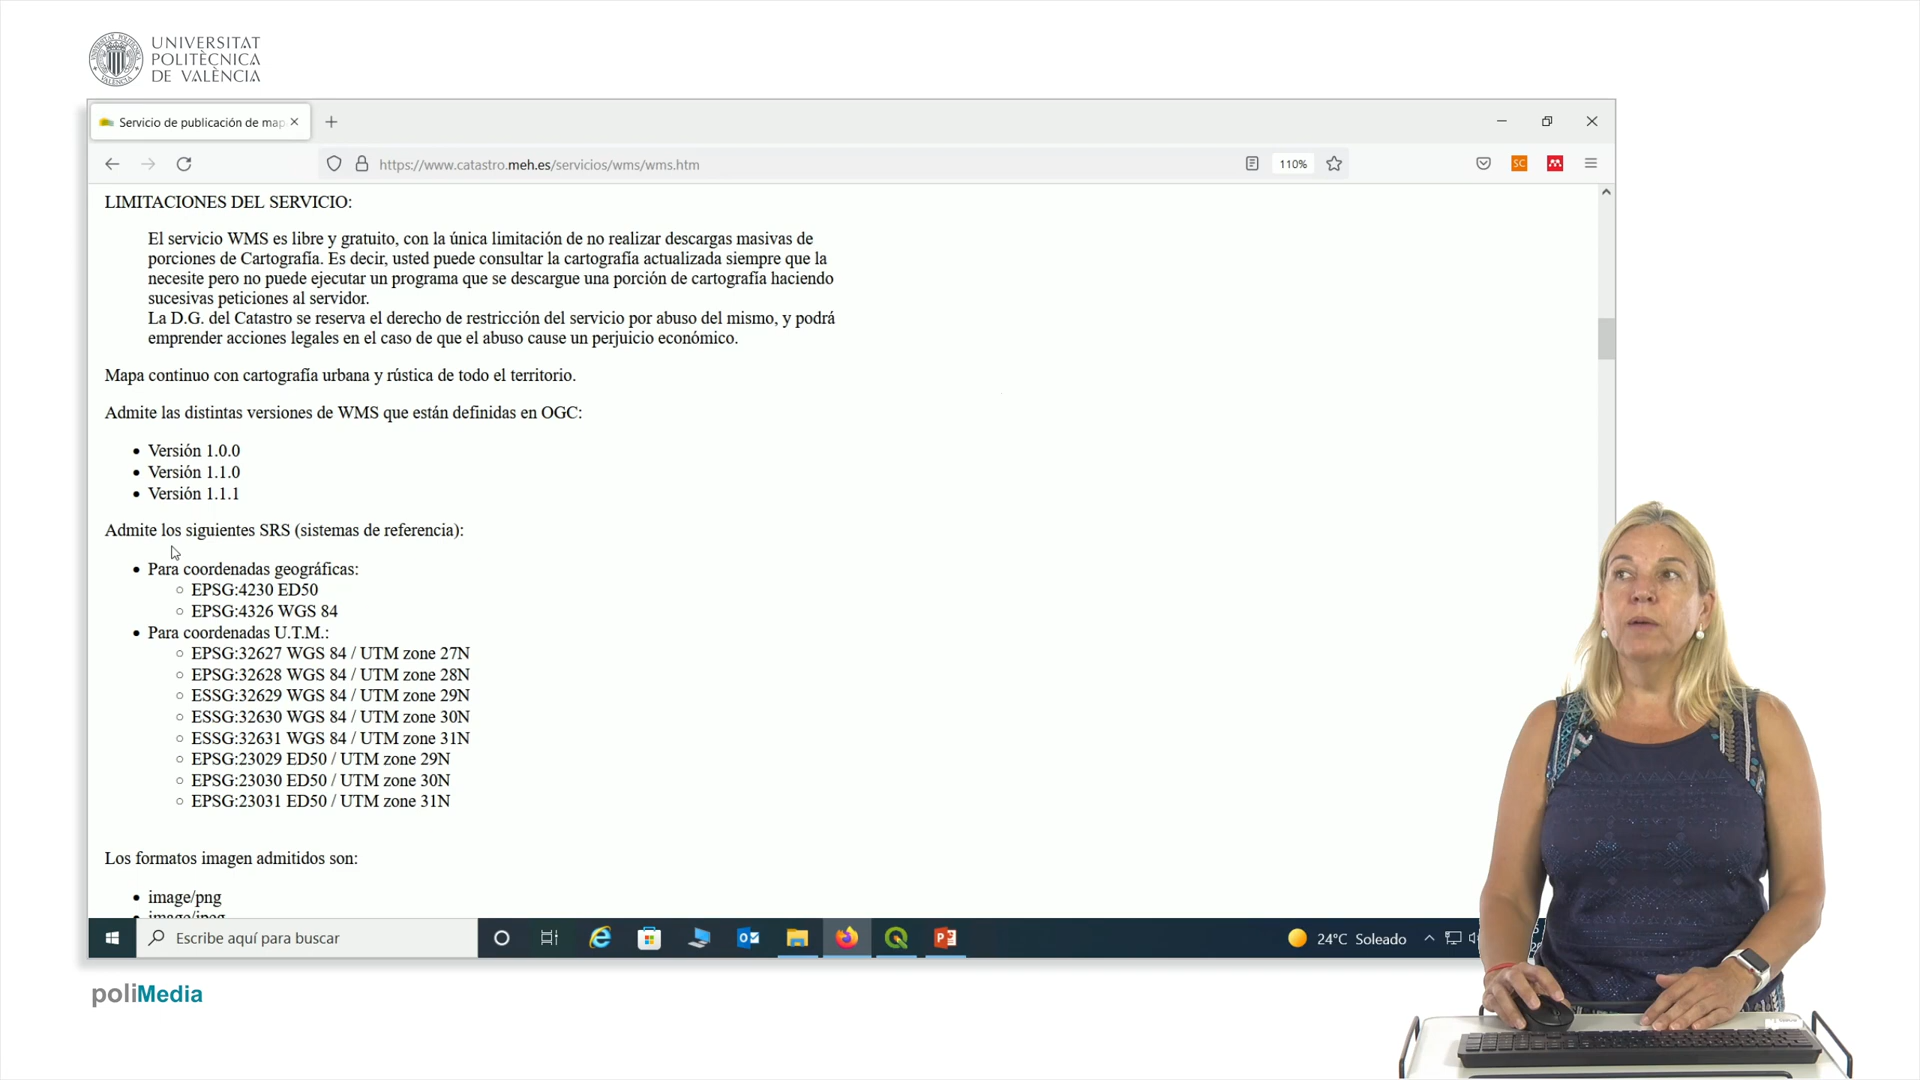 UNIVERSITAT
POLITÈCNICA
DE VALÈNCIA
Servicio de publicación de map
https://www.catastro.meh.es/servicios/wms/wms.htm
110%
SC
LIMITACIONES DEL SERVICIO:
El servicio WMS es libre y gratuito, con la única limitación de no realizar descargas masivas de
porciones de Cartografía. Es decir, usted puede consultar la cartografía actualizada siempre que la
necesite pero no puede ejecutar un programa que se descargue una porción de cartografía haciendo
sucesivas peticiones al servidor.
La D.G. del Catastro se reserva el derecho de restricción del servicio por abuso del mismo, y podrá
emprender acciones legales en el caso de que el abuso cause un perjuicio económico.
Mapa continuo con cartografía urbana y rústica de todo el territorio.
Admite las distintas versiones de WMS que están definidas en OGC:
Versión 1.0.0
Versión 1.1.0
Versión 1.1.1
Admite los siguientes SRS (sistemas de referencia):
Para coordenadas geográficas:
EPSG:4230 ED50
EPSG:4326 WGS 84
Para coordenadas U.T.M.:
EPSG:32627 WGS 84 / UTM zone 27N
EPSG:32628 WGS 84 / UTM zone 28N
ESSG:32629 WGS 84 / UTM zone 29N
ESSG:32630 WGS 84 / UTM zone 30N
ESSG:32631 WGS 84 / UTM zone 31N
EPSG:23029 ED50 / UTM zone 29N
EPSG:23030 ED50 / UTM zone 30N
EPSG:23031 ED50 / UTM zone 31N
Los formatos imagen admitidos son:
image/png
image/jpeg
Escribe aquí para buscar
24°C Soleado
poliMedia